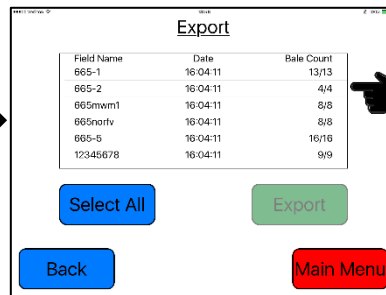 Export
Field Name Date Bale Count
665-1 16:04:11 13/13
665-2 16:04:11 4/4
665mwm1 16:04:11 8/8
665norfv 16:04:11 8/8
665-5 16:04:11 16/16
12345678 16:04:11 9/9
Select All Export
Back Main Menu